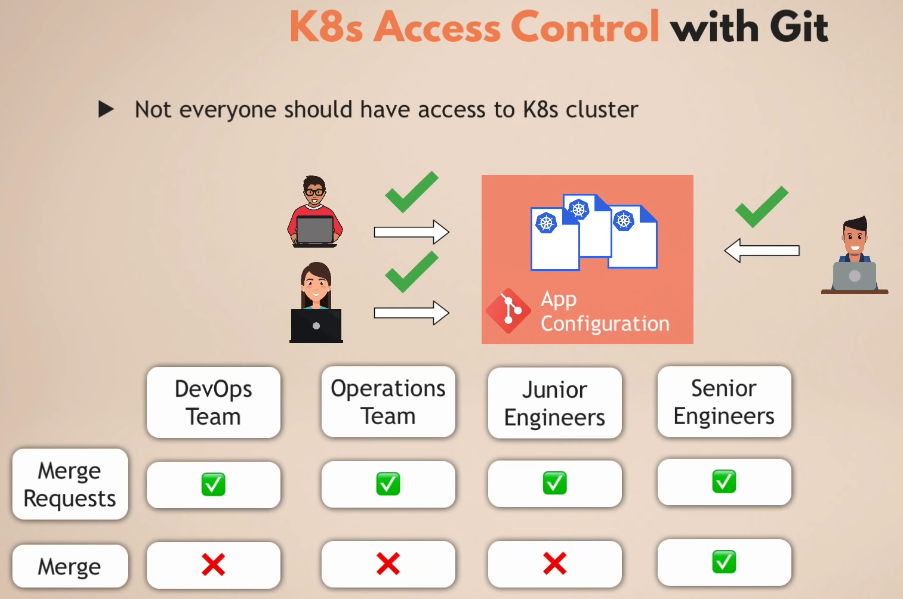 K8s Access Control with Git
Not everyone should have access to K8s cluster
App
Configuration
DevOps
Team
Operations
Team
Junior
Engineers
Senior
Engineers
Merge
Requests
Merge